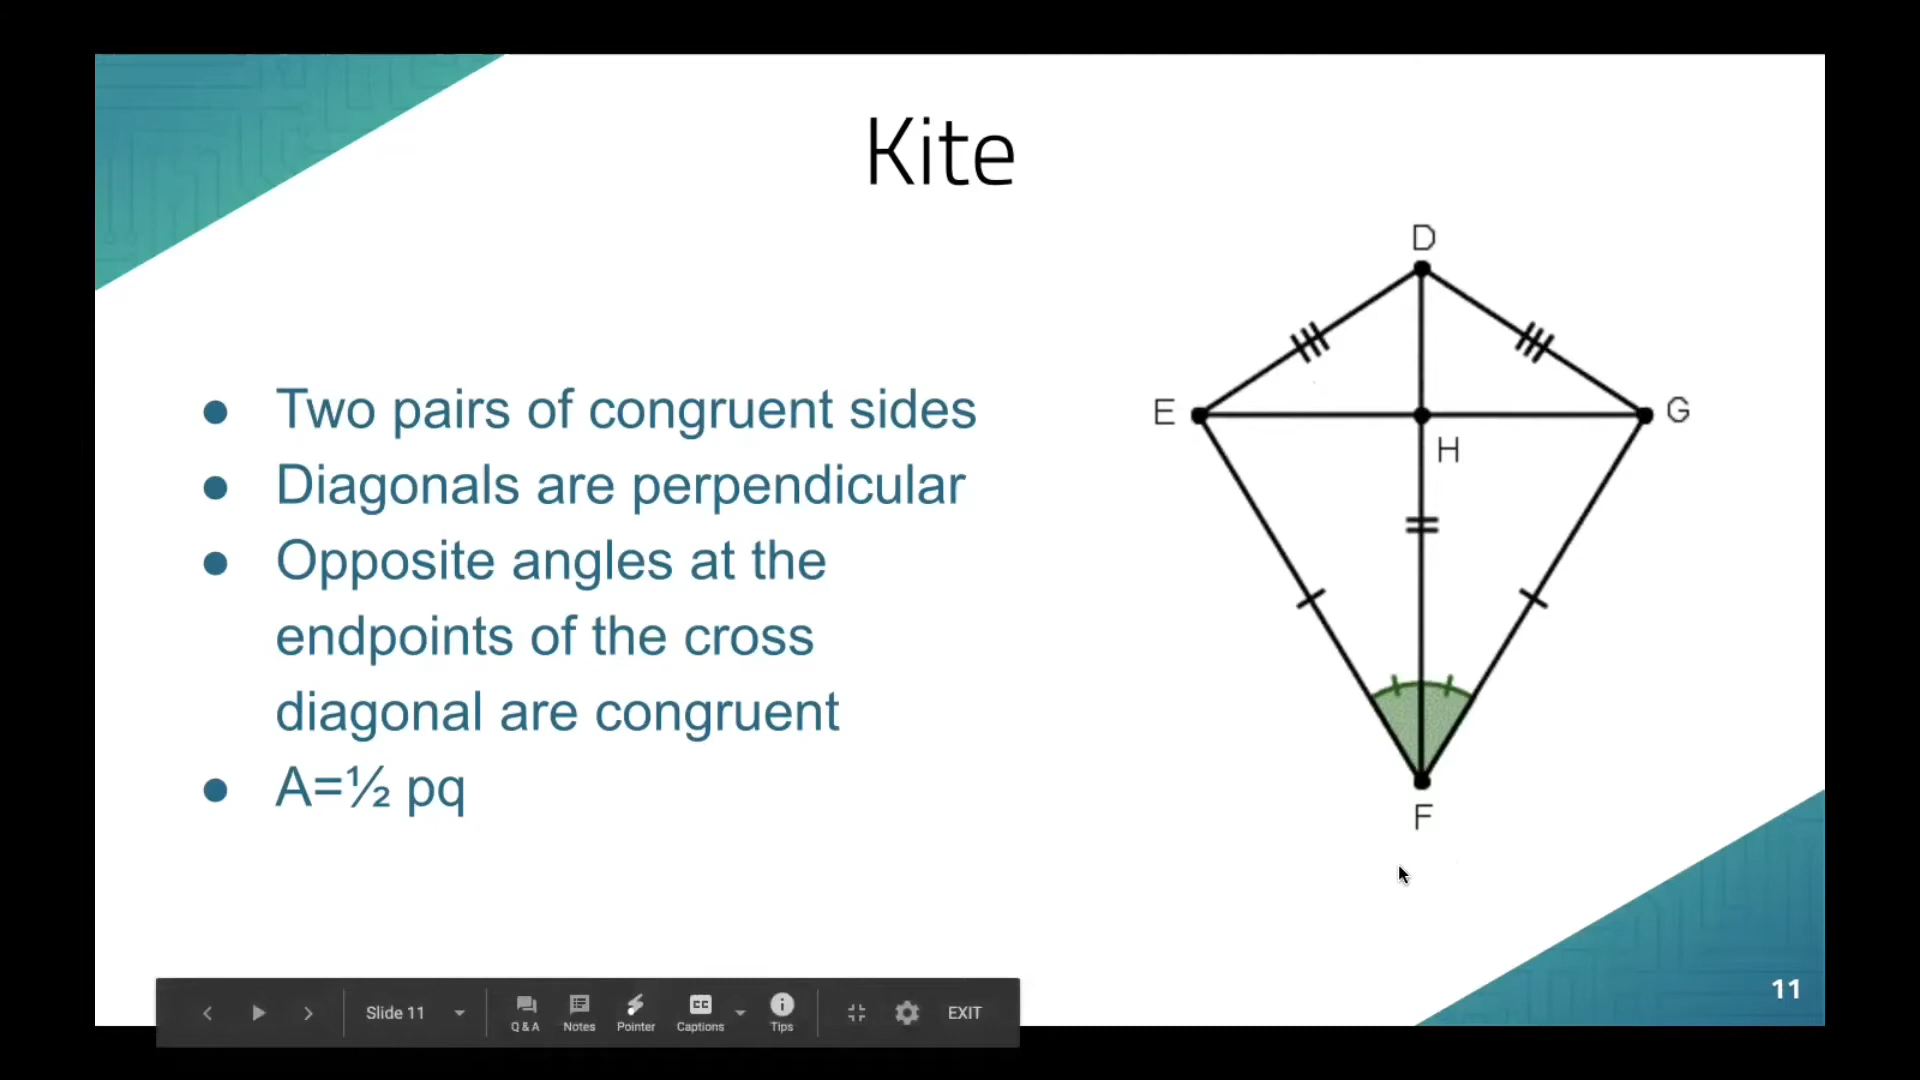 Kite
● Two pairs of congruent sides
● Diagonals are perpendicular
● Opposite angles at the
endpoints of the cross
diagonal are congruent
● A=½ pq
D
E
G
H
F
11
Slide 11
Q & A
Notes
Pointer
CC
Captions
Tips
EXIT